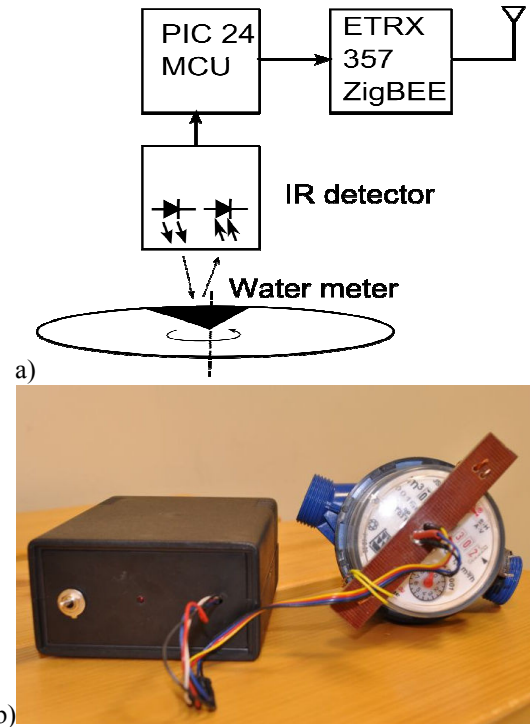 PIC 24
MCU
ETRX
357
ZigBEE
IR detector
Water meter
a)
b)